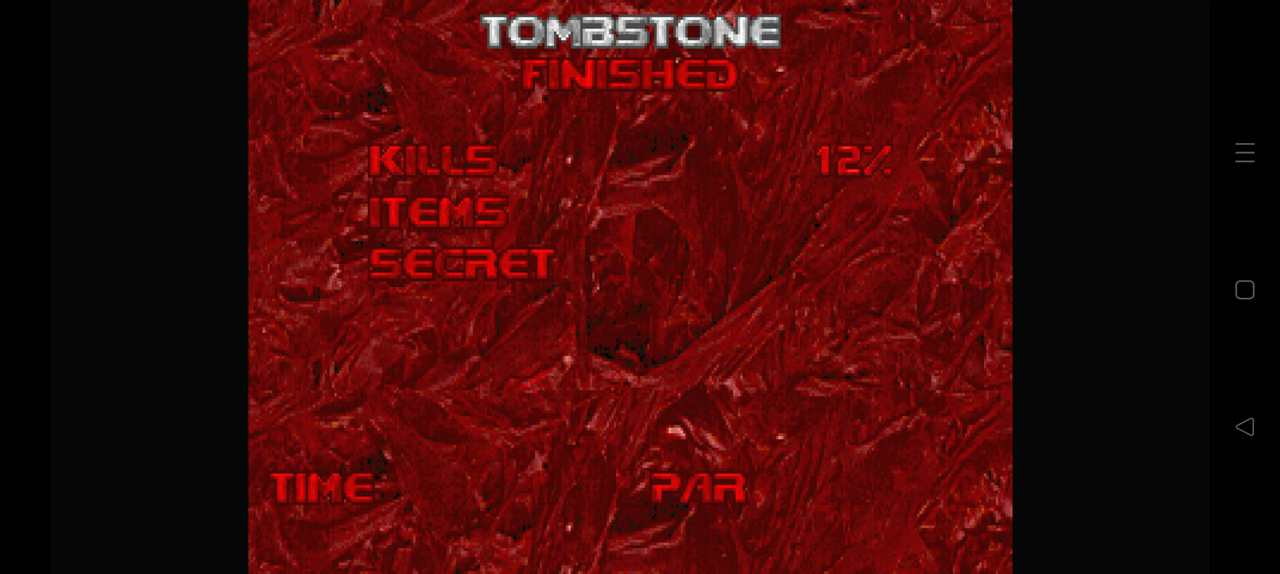 TOMBSTONE
FINISHED
KILLS 12%
ITEMS
SECRET
TIME PAR